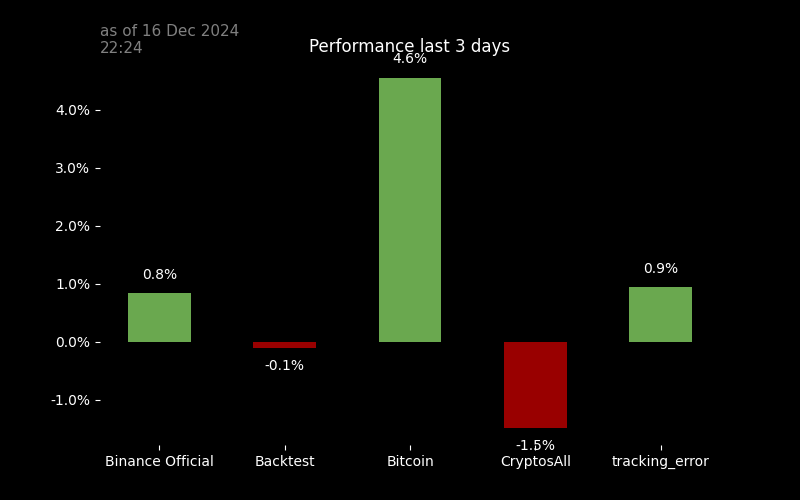 as of 16 Dec 2024
22:24
Performance last 3 days
4.6%
4.0%
3.0%
2.0%
1.0%
0.0%
-1.0%
0.8%
-0.1%
-1.5%
0.9%
Binance Official
Backtest
Bitcoin
CryptosAll
tracking_error